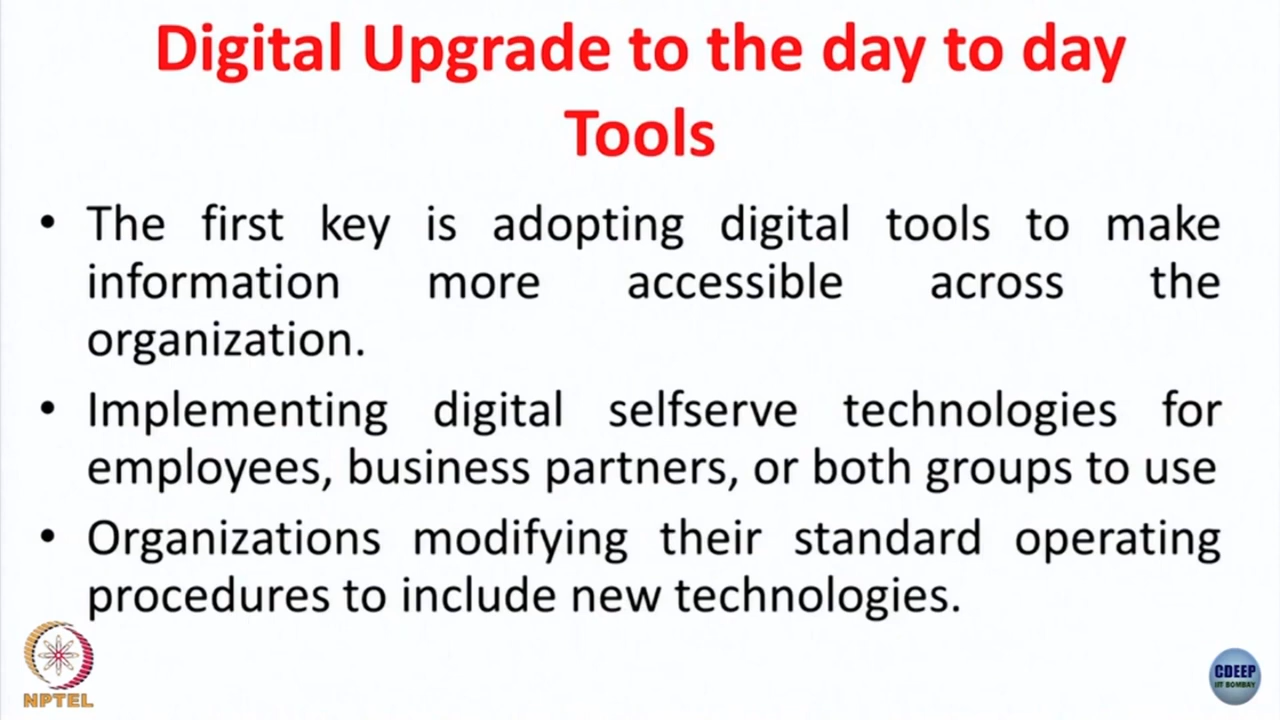 Digital Upgrade to the day to day
Tools
• The first key is adopting digital tools to make
information more accessible across the
organization.
• Implementing digital selfserve technologies for
employees, business partners, or both groups to use
• Organizations modifying their standard operating
procedures to include new technologies.
NPTEL
CDEEP
IIT BOMBAY